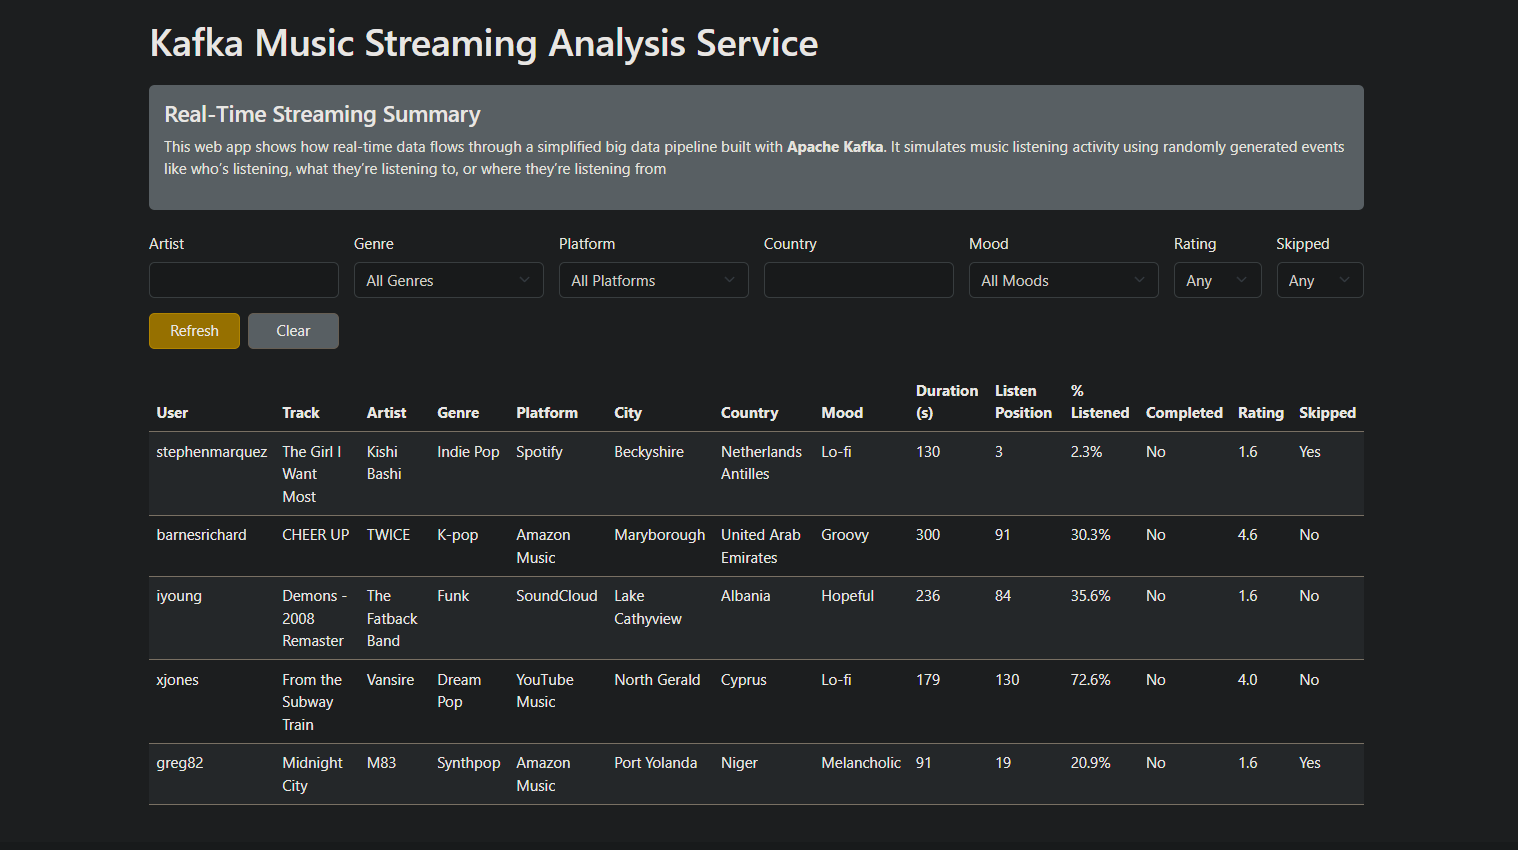 Kafka Music Streaming Analysis Service
Real-Time Streaming Summary
This web app shows how real-time data flows through a simplified big data pipeline built with Apache Kafka. It simulates music listening activity using randomly generated events
like who's listening, what they're listening to, or where they're listening from
Artist Genre Platform Country Mood Rating Skipped
All Genres All Platforms All Moods Any Any
Refresh Clear
Duration Listen %
User Track Artist Genre Platform City Country Mood (s) Position Listened Completed Rating Skipped
stephenmarquez The Girl I Kishi Indie Pop Spotify Beckyshire Netherlands Lo-fi 130 3 2.3% No 1.6 Yes
Want Bashi Antilles
Most
barnesrichard CHEER UP TWICE K-pop Amazon Maryborough United Arab Groovy 300 91 30.3% No 4.6 No
Music Emirates
iyoung Demons - The Funk SoundCloud Lake Albania Hopeful 236 84 35.6% No 1.6 No
2008 Fatback Cathyview
Remaster Band
xjones From the Vansire Dream YouTube North Gerald Cyprus Lo-fi 179 130 72.6% No 4.0 No
Subway Pop Music
Train
greg82 Midnight M83 Synthpop Amazon Port Yolanda Niger Melancholic 91 19 20.9% No 1.6 Yes
City Music